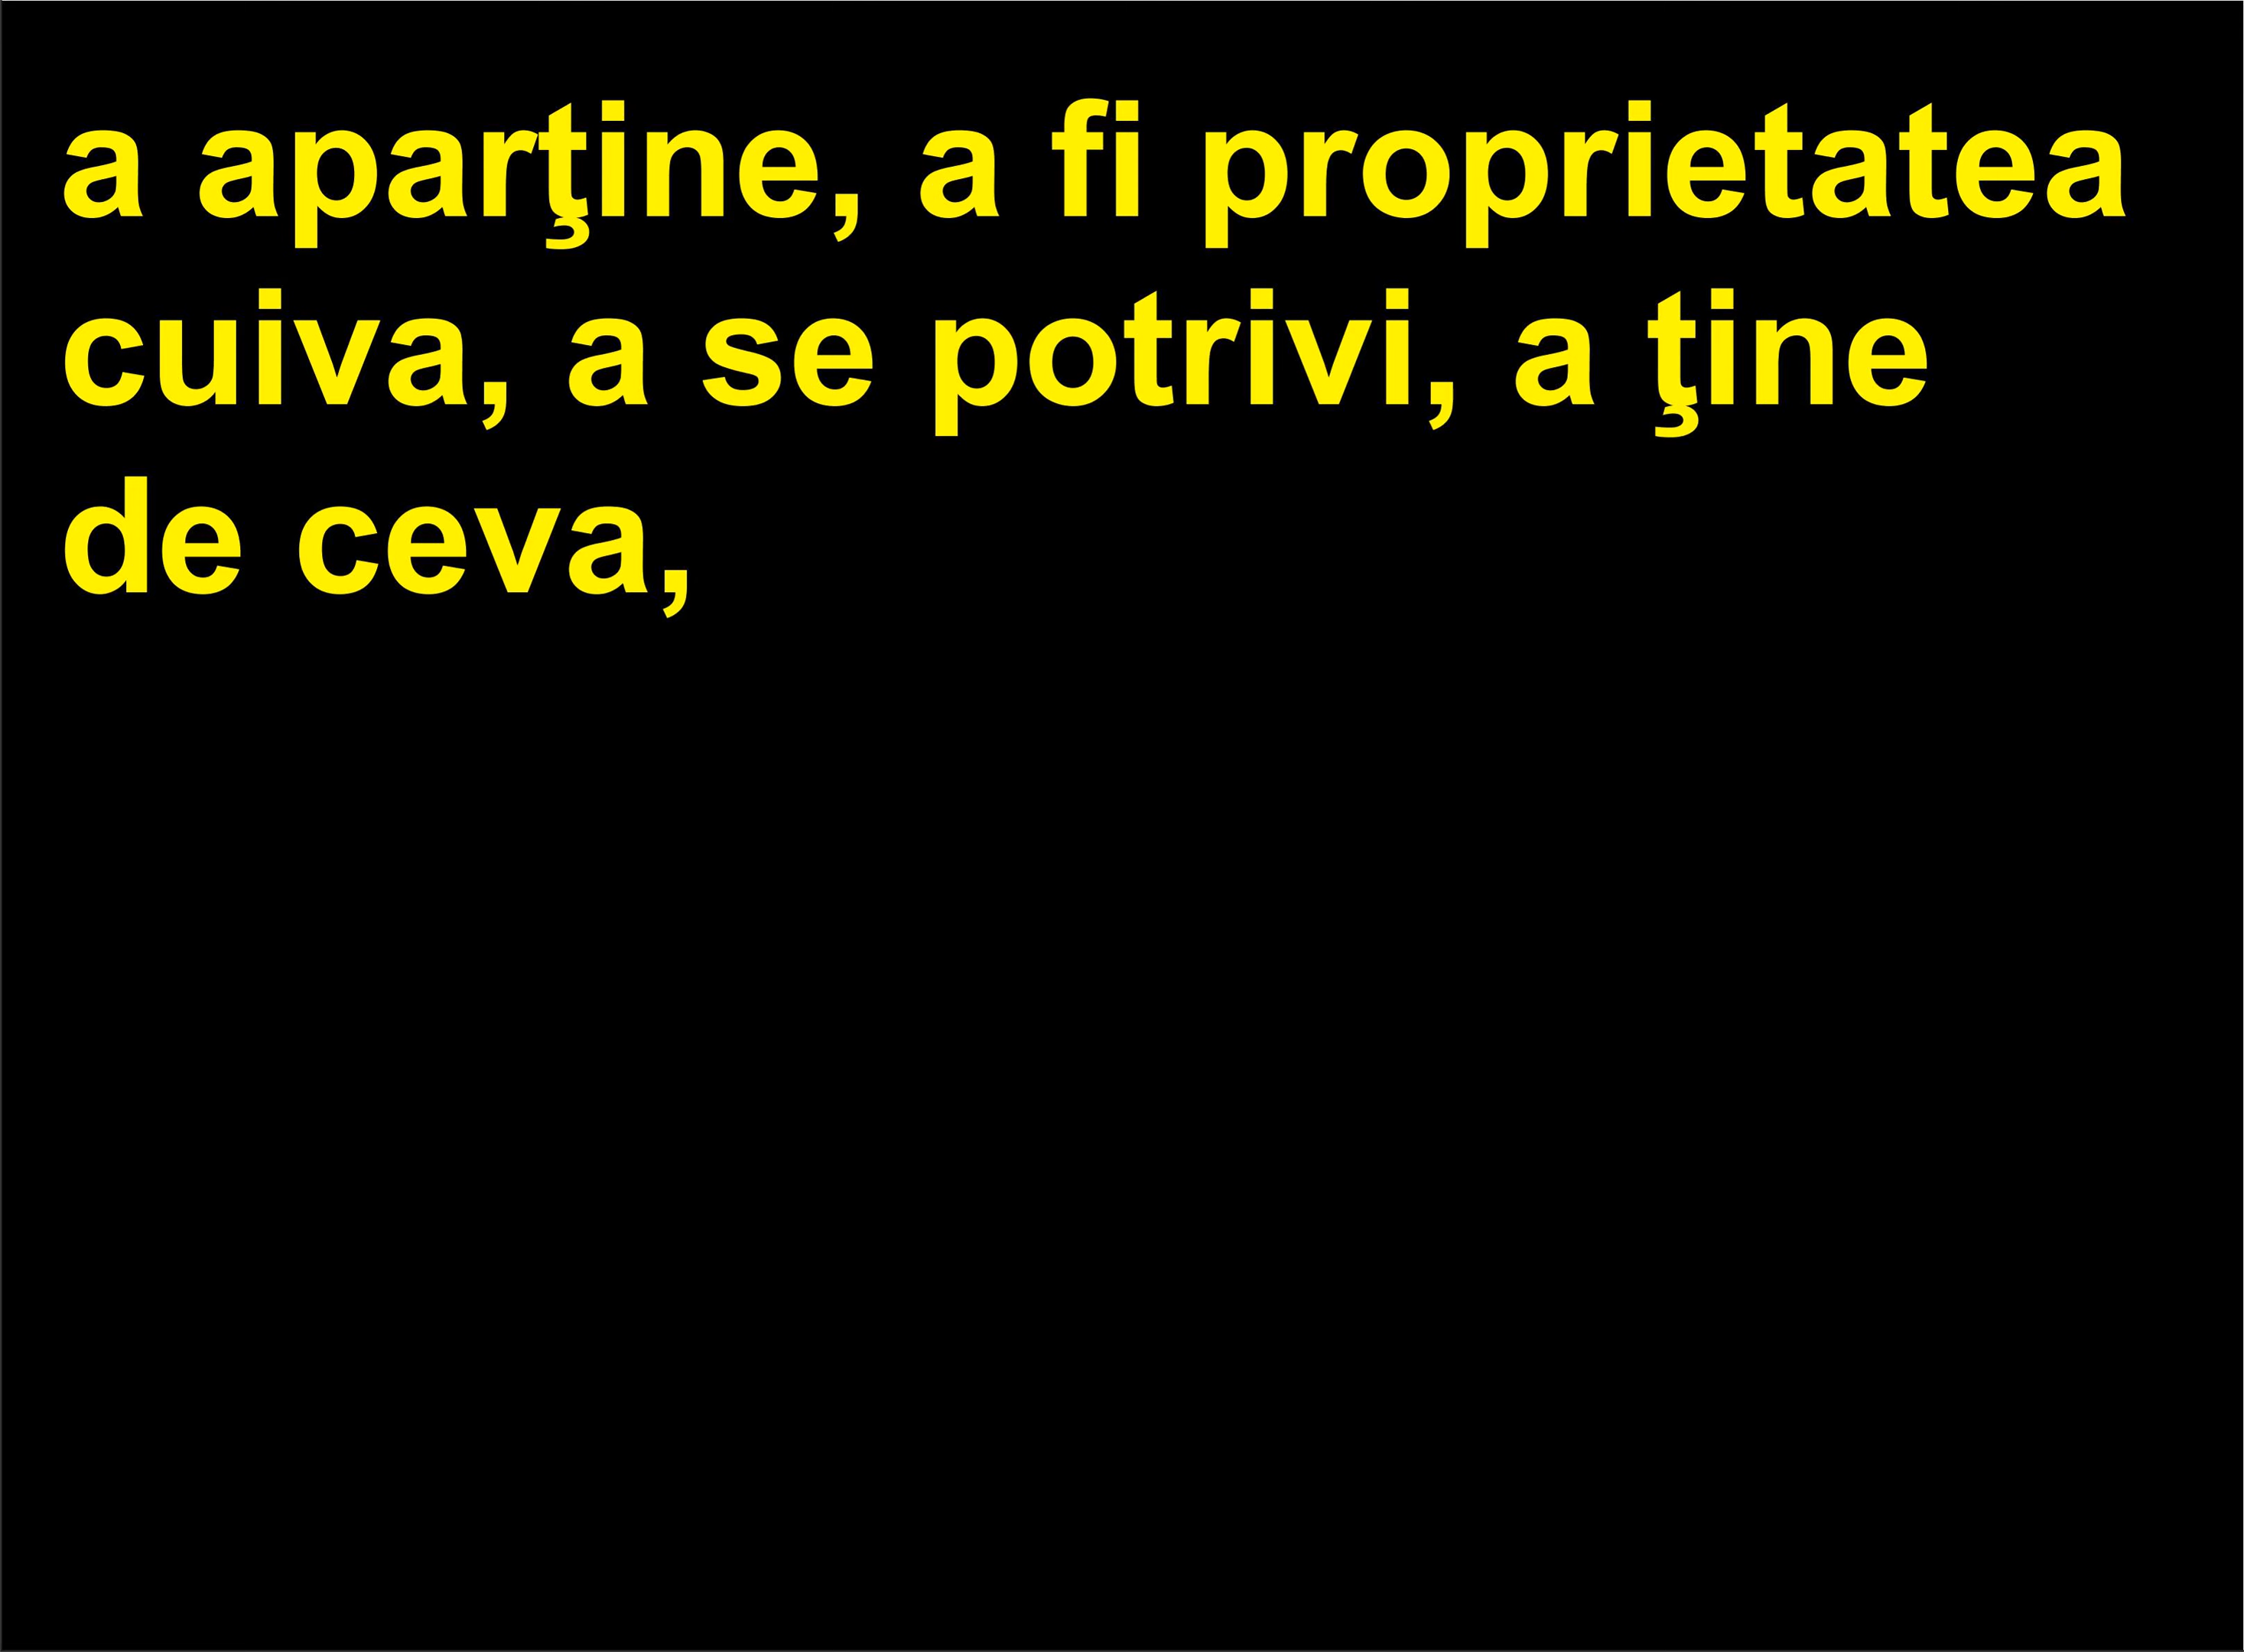 a aparţine, a fi proprietatea
cuiva, a se potrivi, a ţine
de ceva,